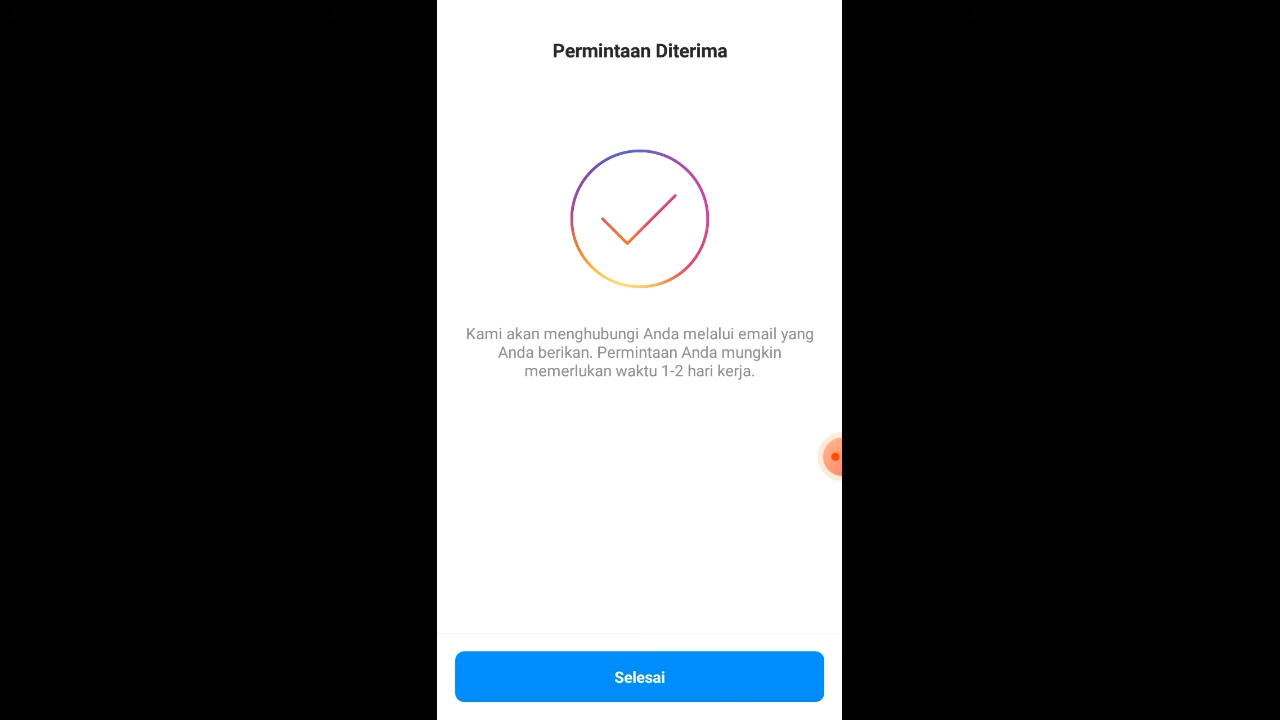 Permintaan Diterima
Kami akan menghubungi Anda melalui email yang
Anda berikan. Permintaan Anda mungkin
memerlukan waktu 1-2 hari kerja.
Selesai